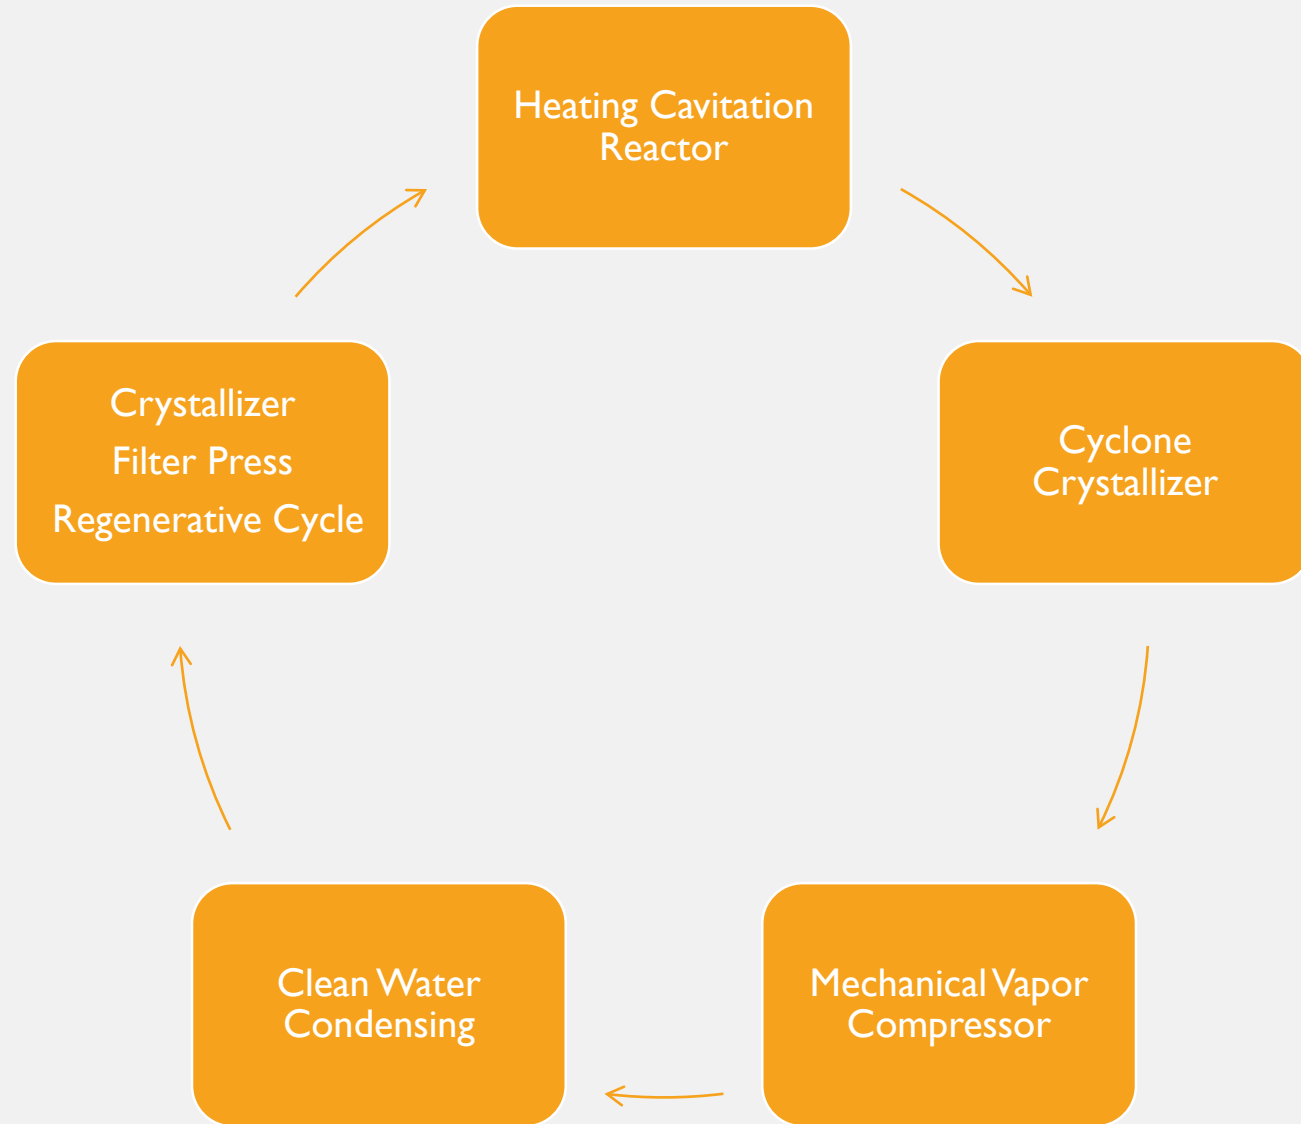 Heating Cavitation
Reactor
Cyclone
Crystallizer
Mechanical Vapor
Compressor
Clean Water
Condensing
Crystallizer
Filter Press
Regenerative Cycle